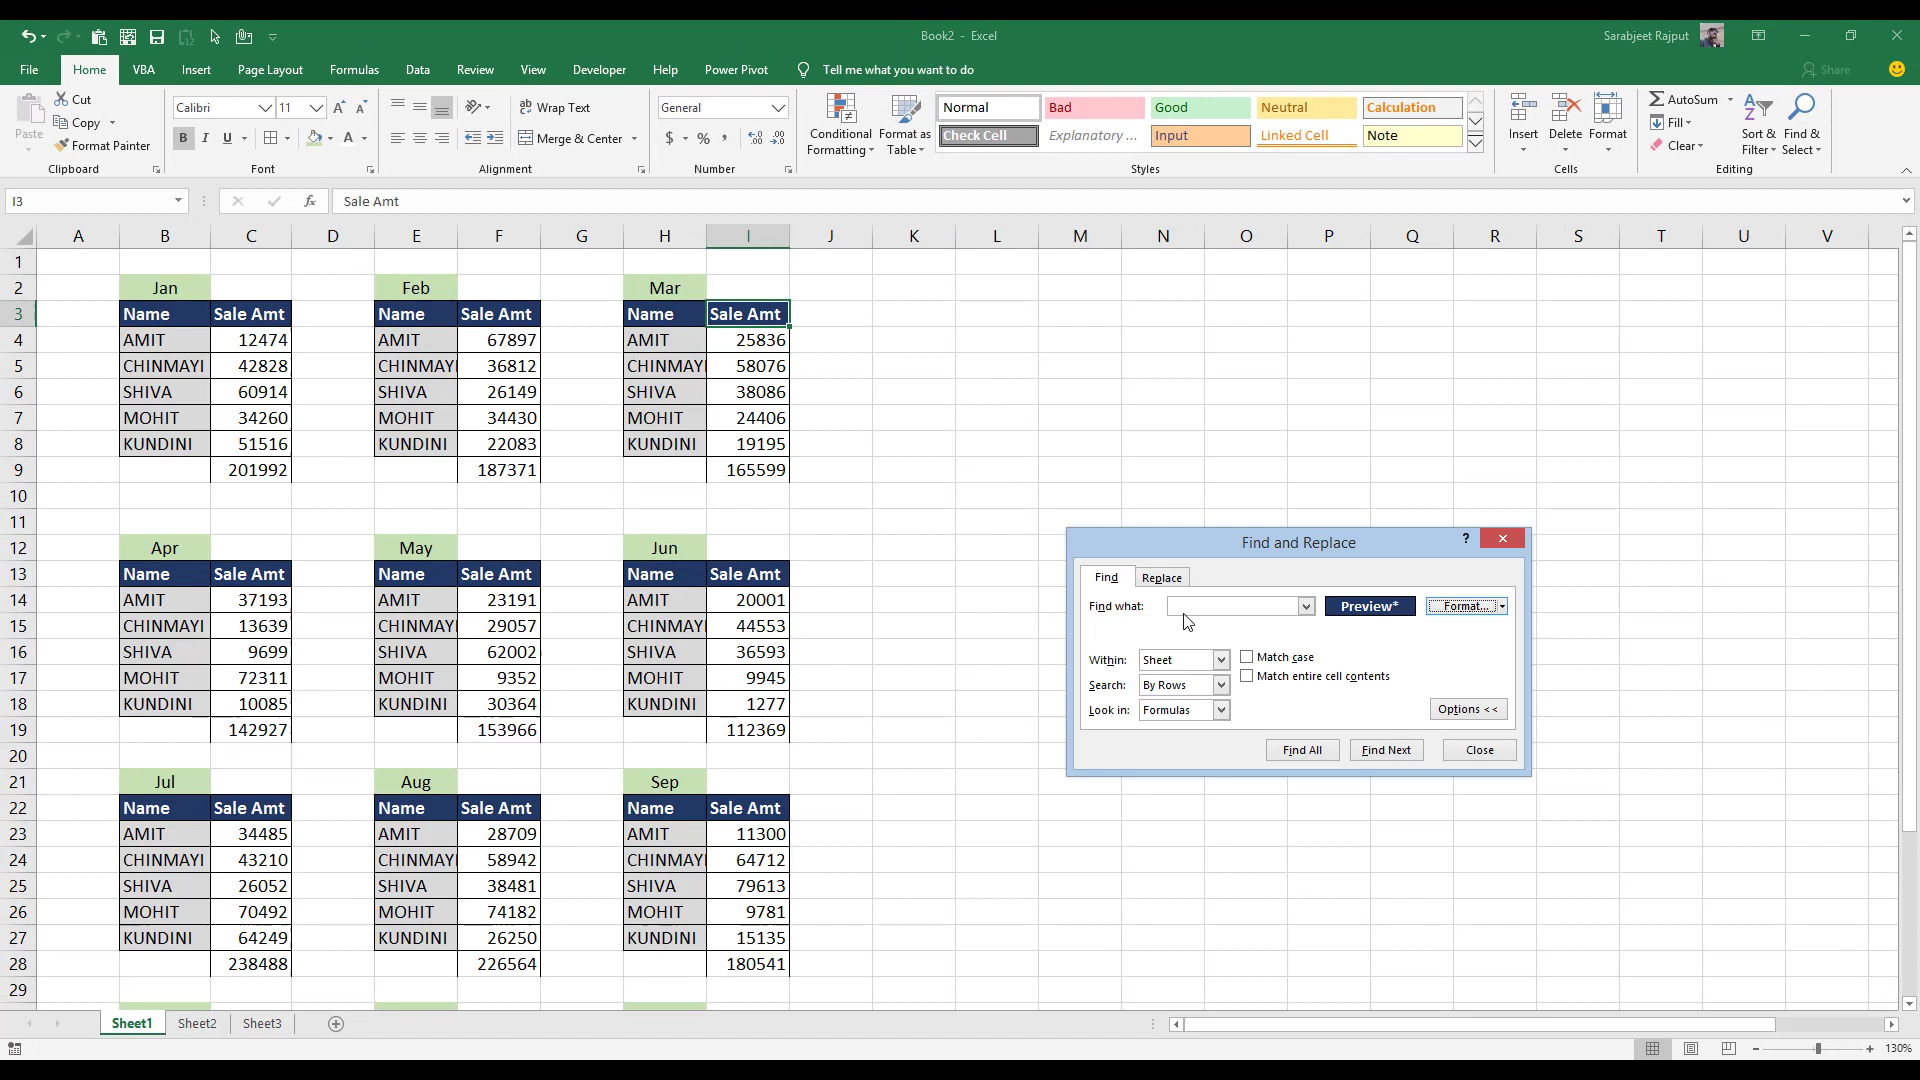 Book2 - Excel
Sarabjeet Rajput
File Home VBA Insert Page Layout Formulas Data Review View Developer Help Power Pivot Tell me what you want to do Share
Paste
Cut
Copy
Format Painter
Clipboard
Calibri 11
B I U A
Font
Wrap Text
Merge & Center
Alignment
General
$ % ,
Number
Conditional Formatting
Format as Table
Normal Bad Good Neutral Calculation
Check Cell Explanatory ... Input Linked Cell Note
Styles
Insert Delete Format
Cells
AutoSum
Fill
Clear
Sort & Filter
Find & Select
Editing
I3 fx Sale Amt
A B C D E F G H I J K L M N O P Q R S T U V
1
2 Jan Feb Mar
3 Name Sale Amt Name Sale Amt Name Sale Amt
4 AMIT 12474 AMIT 67897 AMIT 25836
5 CHINMAYI 42828 CHINMAYI 36812 CHINMAYI 58076
6 SHIVA 60914 SHIVA 26149 SHIVA 38086
7 MOHIT 34260 MOHIT 34430 MOHIT 24406
8 KUNDINI 51516 KUNDINI 22083 KUNDINI 19195
9 201992 187371 165599
10
11
12 Apr May Jun
13 Name Sale Amt Name Sale Amt Name Sale Amt
14 AMIT 37193 AMIT 23191 AMIT 20001
15 CHINMAYI 13639 CHINMAYI 29057 CHINMAYI 44553
16 SHIVA 9699 SHIVA 62002 SHIVA 36593
17 MOHIT 72311 MOHIT 9352 MOHIT 9945
18 KUNDINI 10085 KUNDINI 30364 KUNDINI 1277
19 142927 153966 112369
20
21 Jul Aug Sep
22 Name Sale Amt Name Sale Amt Name Sale Amt
23 AMIT 34485 AMIT 28709 AMIT 11300
24 CHINMAYI 43210 CHINMAYI 58942 CHINMAYI 64712
25 SHIVA 26052 SHIVA 38481 SHIVA 79613
26 MOHIT 70492 MOHIT 74182 MOHIT 9781
27 KUNDINI 64249 KUNDINI 26250 KUNDINI 15135
28 238488 226564 180541
29
Find and Replace ?
Find Replace
Find what: Preview* Format...
Within: Sheet Match case
Match entire cell contents
Search: By Rows
Look in: Formulas Options <<
Find All Find Next Close
Sheet1 Sheet2 Sheet3
130%